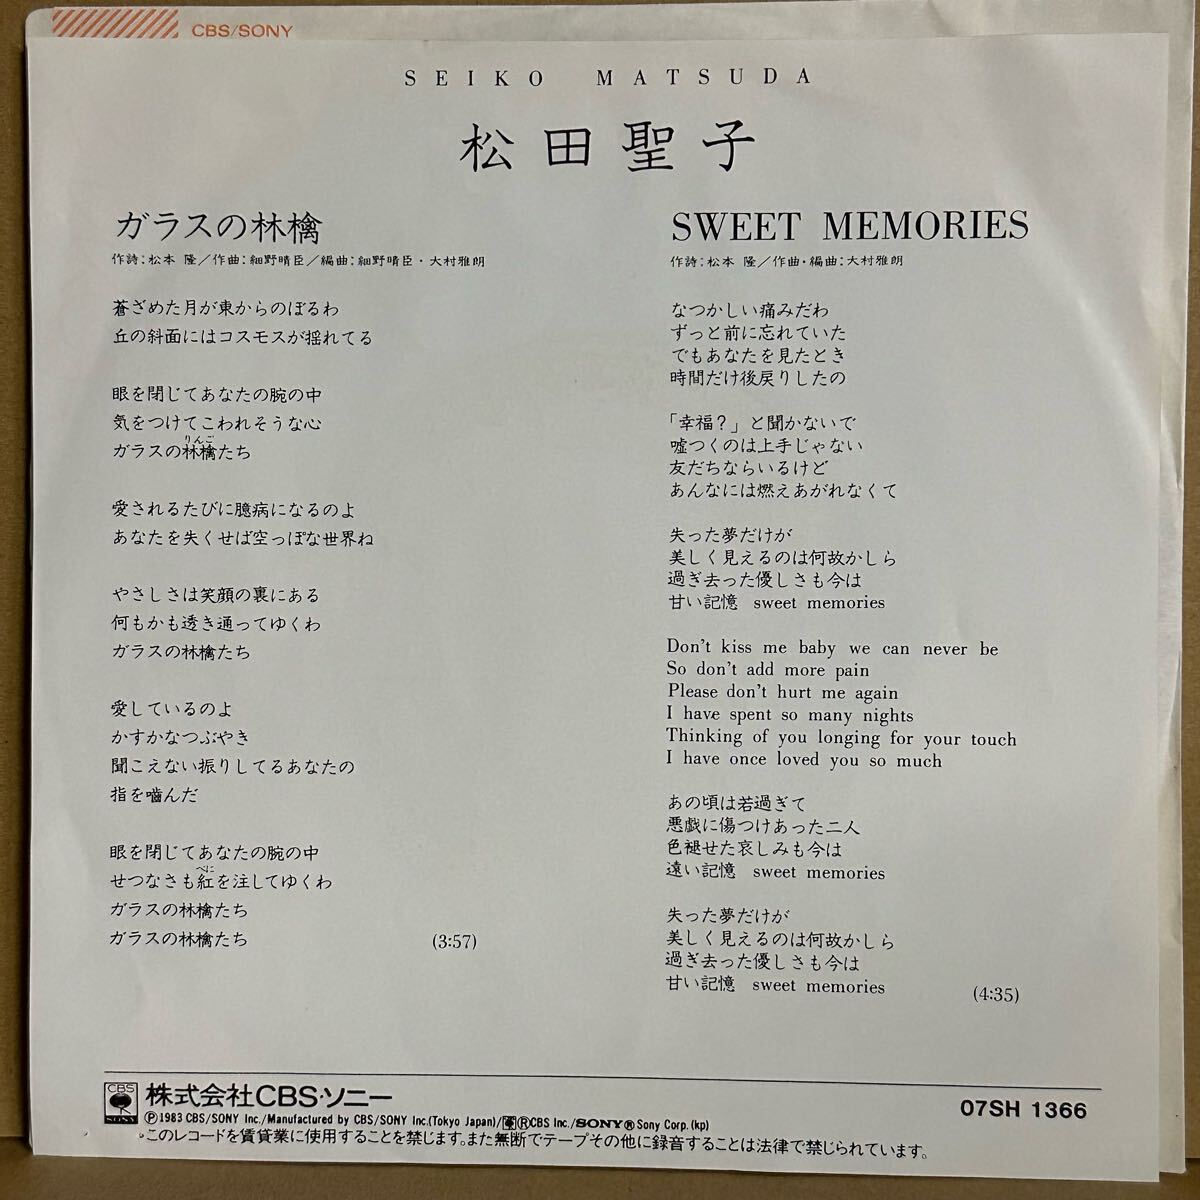 CBS/SONY
SEIKO MATSUDA
松田聖子
ガラスの林檎
作詩:松本 隆/作曲:細野晴臣/編曲:細野晴臣・大村雅朗
蒼ざめた月が東からのぼるわ
丘の斜面にはコスモスが揺れてる
眼を閉じてあなたの腕の中
気をつけてこわれそうな心
りんご
ガラスの林檎たち
愛されるたびに臆病になるのよ
あなたを失くせば空っぽな世界ね
やさしさは笑顔の裏にある
何もかも透き通ってゆくわ
ガラスの林檎たち
愛しているのよ
かすかなつぶやき
聞こえない振りしてるあなたの
指を噛んだ
眼を閉じてあなたの腕の中
べに
せつなさも紅を注してゆくわ
ガラスの林檎たち
ガラスの林檎たち (3:57)
SWEET MEMORIES
作詩:松本 隆/作曲・編曲:大村雅朗
なつかしい痛みだわ
ずっと前に忘れていた
でもあなたを見たとき
時間だけ後戻りしたの
「幸福?」と聞かないで
嘘つくのは上手じゃない
友だちならいるけど
あんなには燃えあがれなくて
失った夢だけが
美しく見えるのは何故かしら
過ぎ去った優しさも今は
甘い記憶 sweet memories
Don't kiss me baby we can never be
So don't add more pain
Please don't hurt me again
I have spent so many nights
Thinking of you longing for your touch
I have once loved you so much
あの頃は若過ぎて
悪戯に傷つけあった二人
色褪せた哀しみも今は
遠い記憶 sweet memories
失った夢だけが
美しく見えるのは何故かしら
過ぎ去った優しさも今は
甘い記憶 sweet memories (4:35)
CBS
SONY
株式会社CBS・ソニー
Ⓟ1983 CBS/SONY Inc./Manufactured by CBS/SONY Inc.(Tokyo Japan)/®CBS Inc./SONY® Sony Corp.(kp)
07SH 1366
このレコードを賃貸業に使用することを禁じます。また無断でテープその他に録音することは法律で禁じられています。